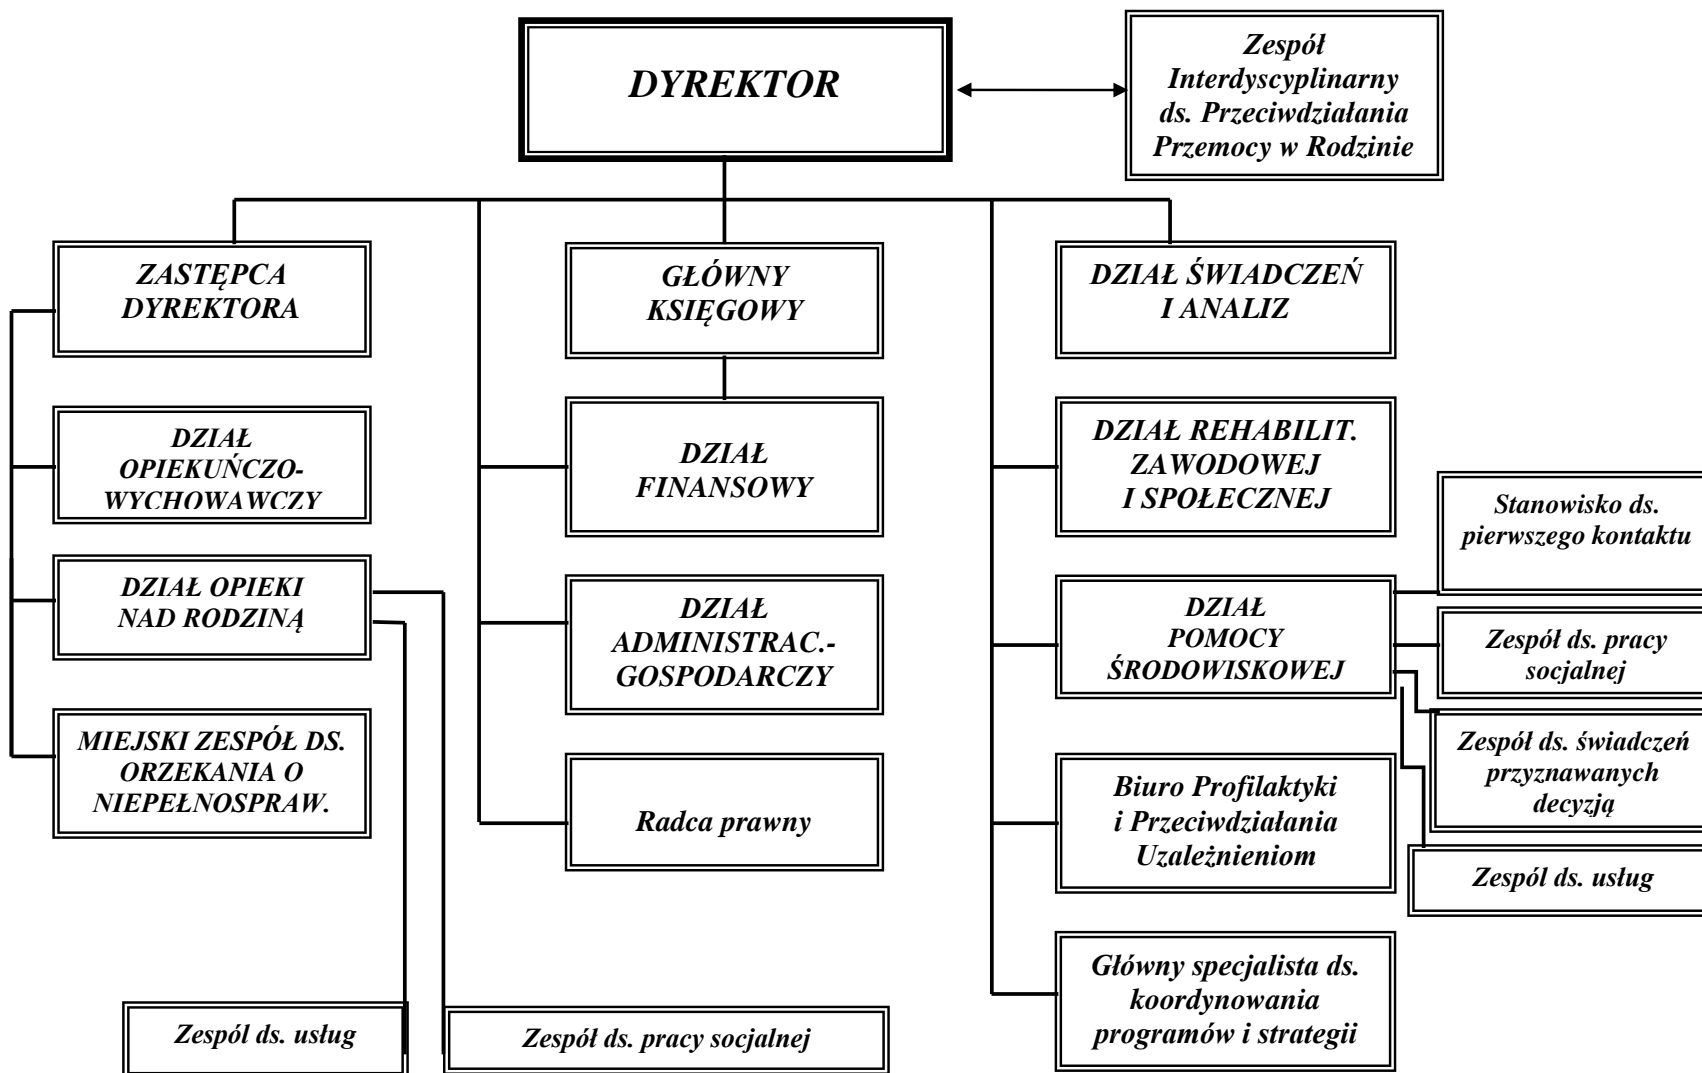 DYREKTOR
Zespół
Interdyscyplinarny
ds. Przeciwdziałania
Przemocy w Rodzinie
ZASTĘPCA
DYREKTORA
GŁÓWNY
KSIĘGOWY
DZIAŁ ŚWIADCZEŃ
I ANALIZ
DZIAŁ
OPIEKUŃCZO-
WYCHOWAWCZY
DZIAŁ
FINANSOWY
DZIAŁ REHABILIT.
ZAWODOWEJ
I SPOŁECZNEJ
Stanowisko ds.
pierwszego kontaktu
DZIAŁ OPIEKI
NAD RODZINĄ
DZIAŁ
ADMINISTRAC.-
GOSPODARCZY
DZIAŁ
POMOCY
ŚRODOWISKOWEJ
Zespół ds. pracy
socjalnej
MIEJSKI ZESPÓŁ DS.
ORZEKANIA O
NIEPEŁNOSPRAW.
Radca prawny
Biuro Profilaktyki
i Przeciwdziałania
Uzależnieniom
Zespół ds. świadczeń
przyznawanych
decyzją
Zespól ds. usług
Główny specjalista ds.
koordynowania
programów i strategii
Zespól ds. usług
Zespół ds. pracy socjalnej